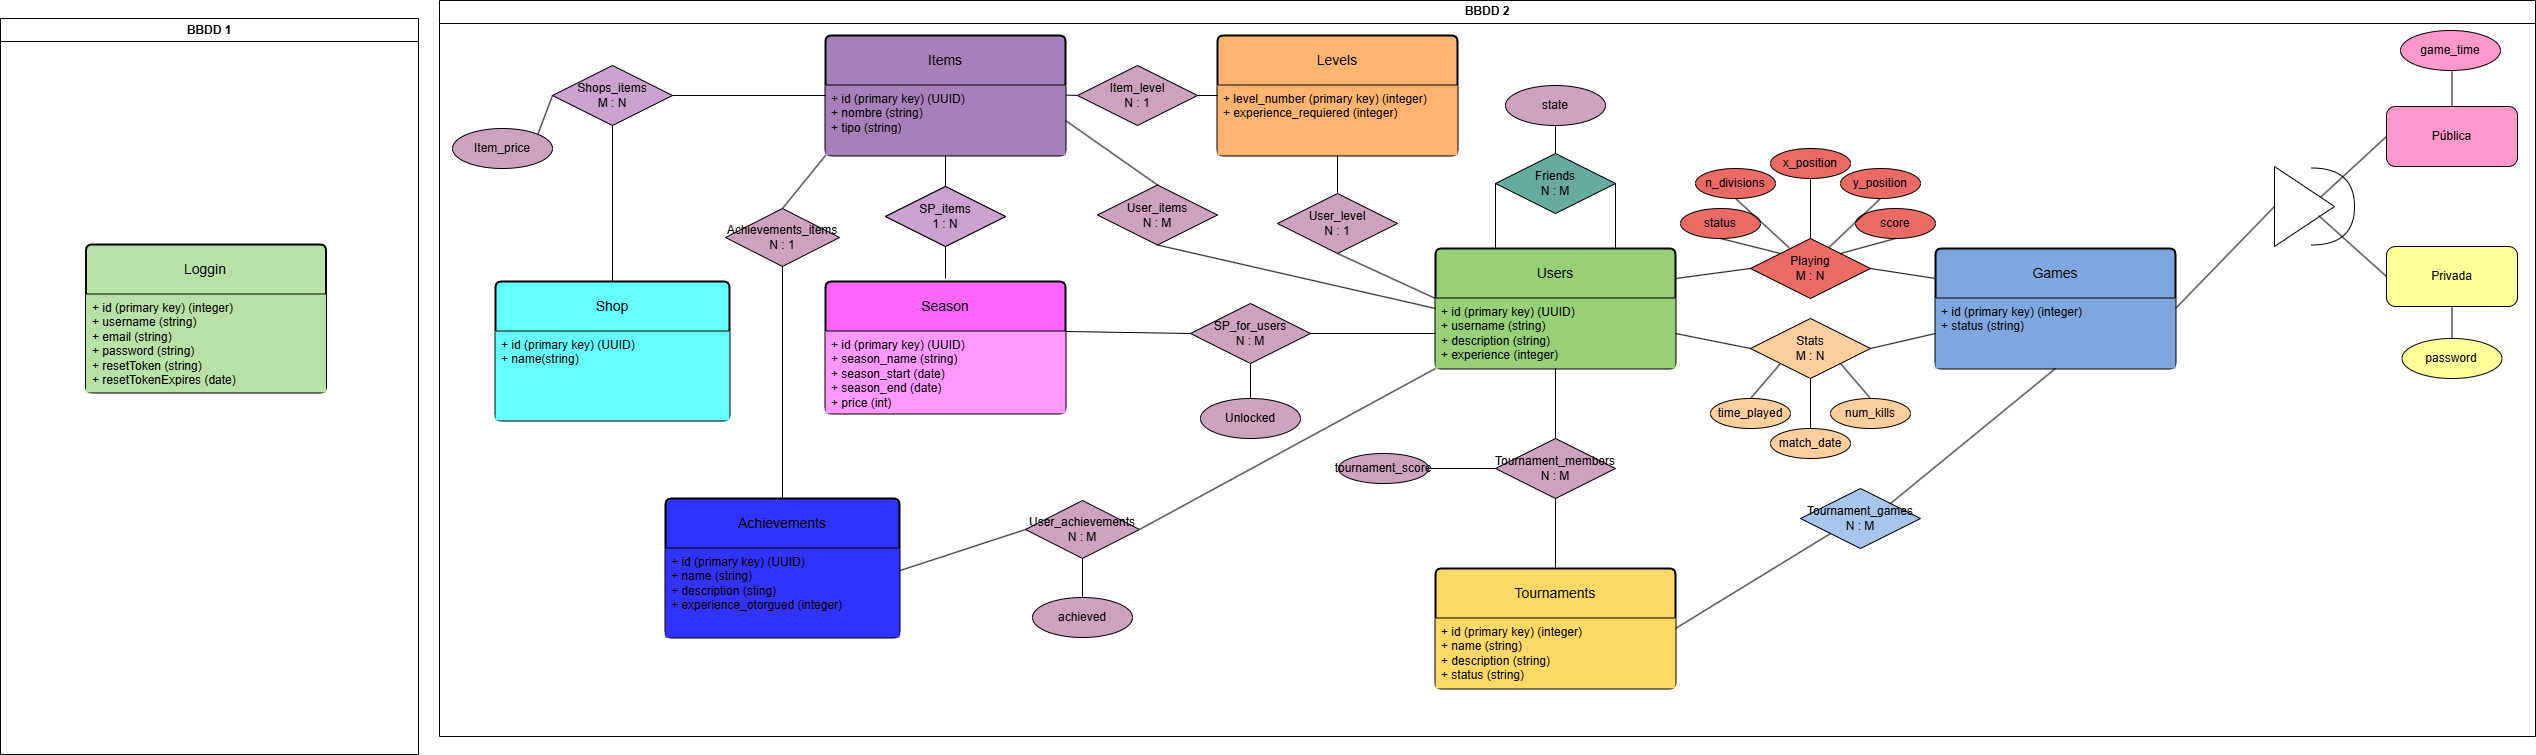 BBDD 1
Loggin
+ id (primary key) (integer)
+ username (string)
+ email (string)
+ password (string)
+ resetToken (string)
+ resetTokenExpires (date)
BBDD 2
Shops_items
M : N
Item_price
Items
+ id (primary key) (UUID)
+ nombre (string)
+ tipo (string)
Item_level
N : 1
Levels
+ level_number (primary key) (integer)
+ experience_requiered (integer)
state
Friends
N : M
Achievements_items
N : 1
SP_items
1 : N
User_items
N : M
User_level
N : 1
n_divisions
x_position
y_position
status
score
Playing
M : N
game_time
Pública
Privada
password
Shop
+ id (primary key) (UUID)
+ name(string)
Season
+ id (primary key) (UUID)
+ season_name (string)
+ season_start (date)
+ season_end (date)
+ price (int)
SP_for_users
N : M
Unlocked
Users
+ id (primary key) (UUID)
+ username (string)
+ description (string)
+ experience (integer)
Games
+ id (primary key) (integer)
+ status (string)
Stats
M : N
time_played
num_kills
match_date
tournament_score
Tournament_members
N : M
Achievements
+ id (primary key) (UUID)
+ name (string)
+ description (sting)
+ experience_otorgued (integer)
User_achievements
N : M
achieved
Tournament_games
N : M
Tournaments
+ id (primary key) (integer)
+ name (string)
+ description (string)
+ status (string)